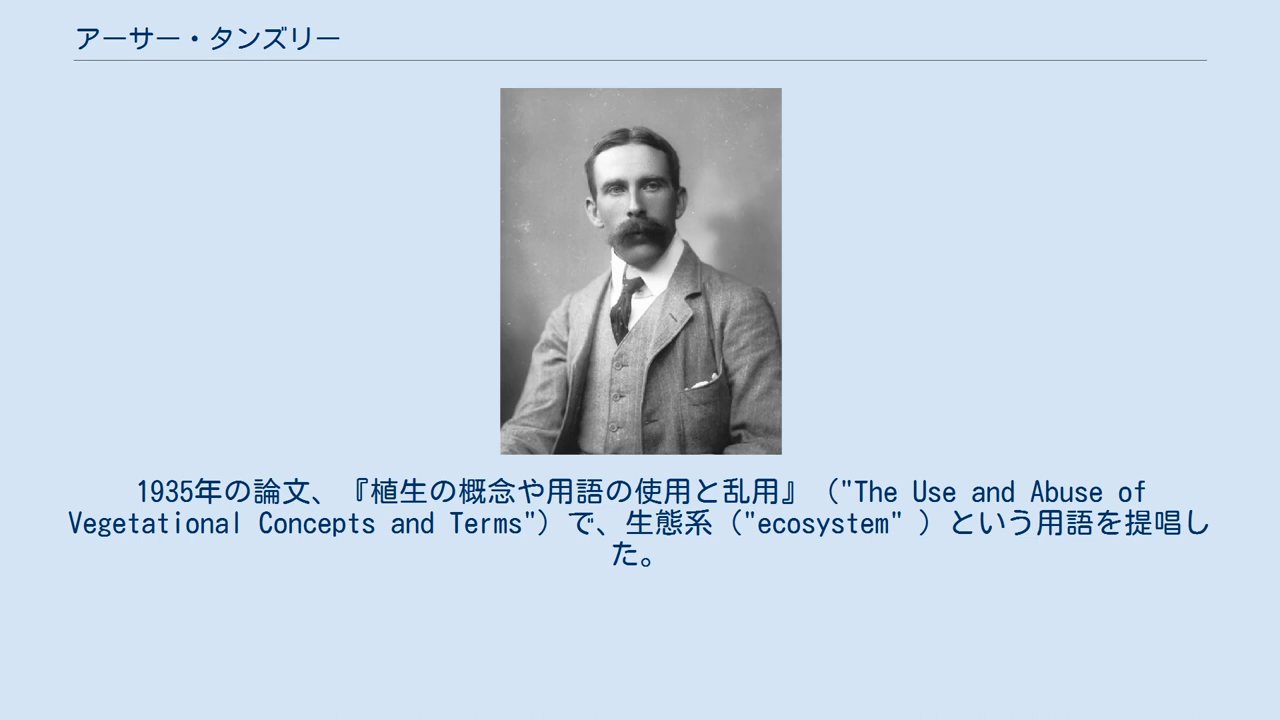 アーサー・タンズリー
1935年の論文、『植生の概念や用語の使用と乱用』（"The Use and Abuse of
Vegetational Concepts and Terms"）で、生態系（"ecosystem" ）という用語を提唱し
た。